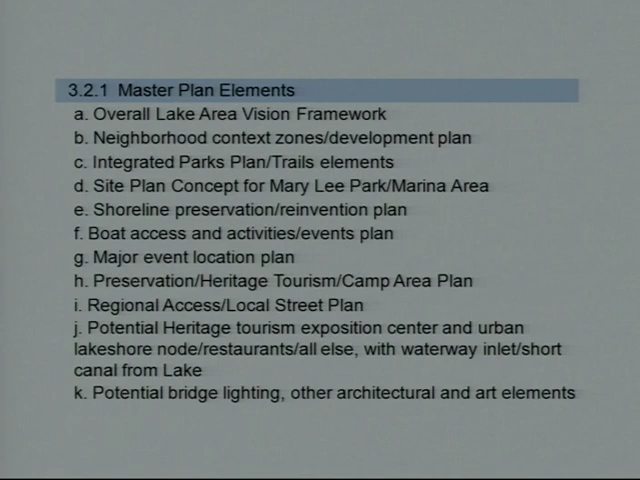 3.2.1 Master Plan Elements
a. Overall Lake Area Vision Framework
b. Neighborhood context zones/development plan
c. Integrated Parks Plan/Trails elements
d. Site Plan Concept for Mary Lee Park/Marina Area
e. Shoreline preservation/reinvention plan
f. Boat access and activities/events plan
g. Major event location plan
h. Preservation/Heritage Tourism/Camp Area Plan
i. Regional Access/Local Street Plan
j. Potential Heritage tourism exposition center and urban
lakeshore node/restaurants/all else, with waterway inlet/short
canal from Lake
k. Potential bridge lighting, other architectural and art elements